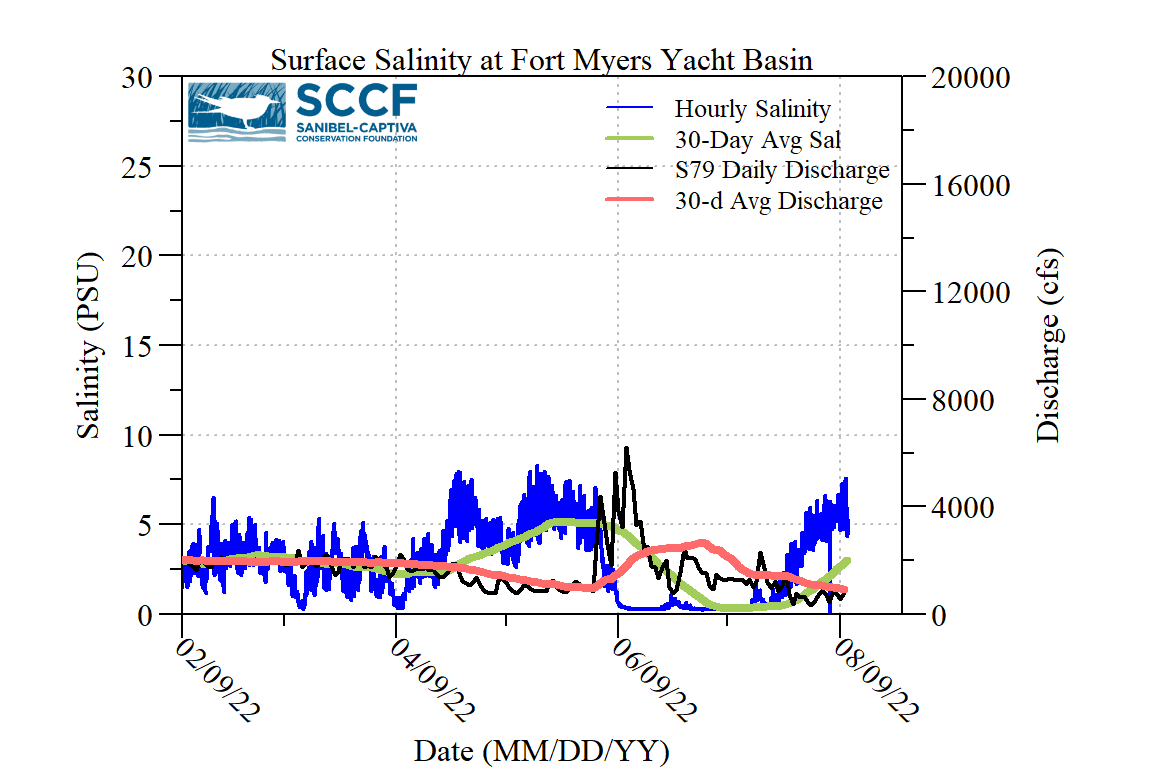 Surface Salinity at Fort Myers Yacht Basin
SCCF
SANIBEL-CAPTIVA
CONSERVATION FOUNDATION
Hourly Salinity
30-Day Avg Sal
S79 Daily Discharge
30-d Avg Discharge
Salinity (PSU)
30
25
20
15
10
5
0
Discharge (cfs)
20000
16000
12000
8000
4000
0
02/09/22
04/09/22
06/09/22
08/09/22
Date (MM/DD/YY)